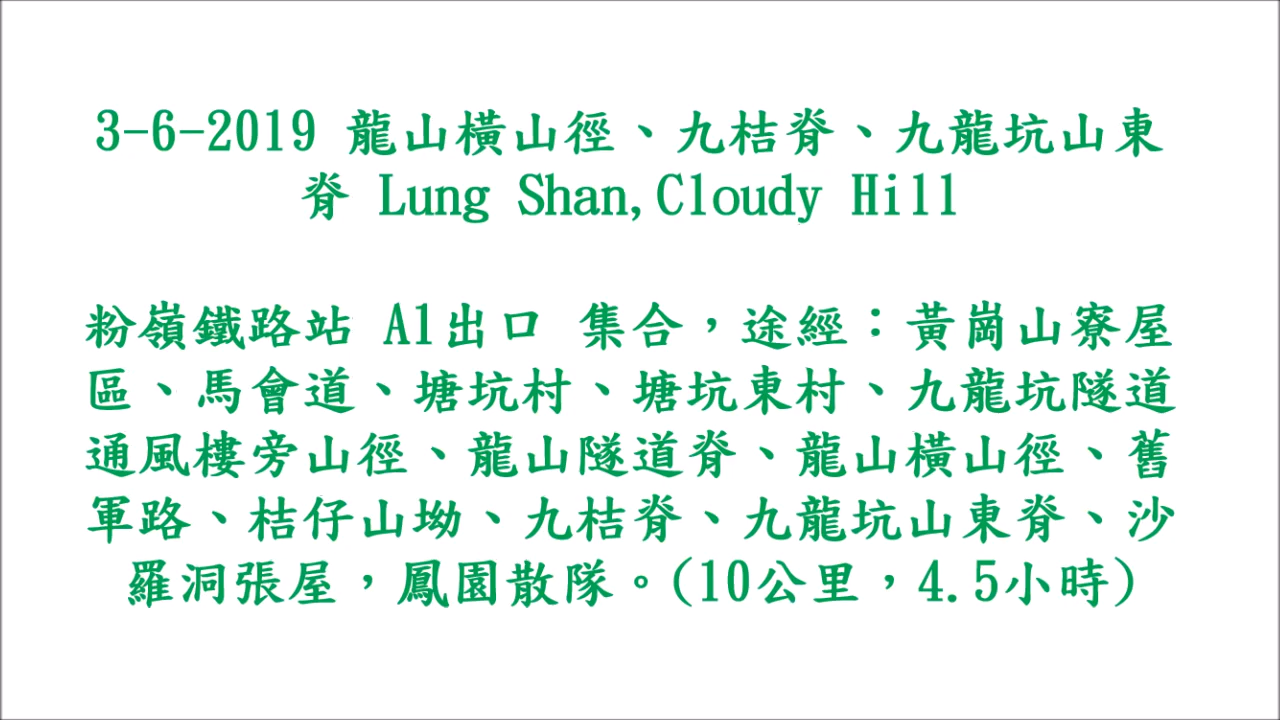 3-6-2019 龍山橫山徑、九桔脊、九龍坑山東
脊 Lung Shan,Cloudy Hill
粉嶺鐵路站 A1出口 集合，途經：黃崗山寮屋
區、馬會道、塘坑村、塘坑東村、九龍坑隧道
通風樓旁山徑、龍山隧道脊、龍山橫山徑、舊
軍路、桔仔山坳、九桔脊、九龍坑山東脊、沙
羅洞張屋，鳳園散隊。(10公里，4.5小時)